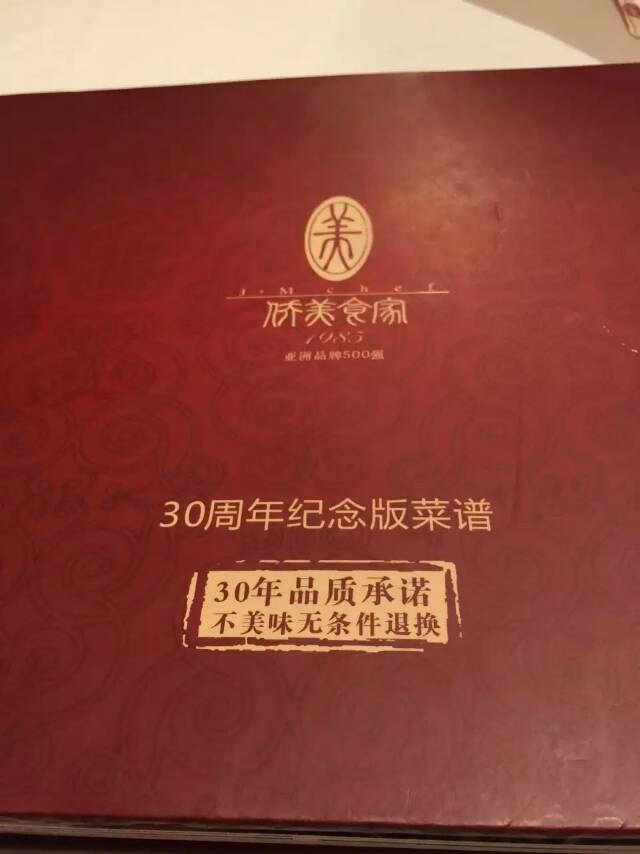 美
J·M chef
侨美食家
1985
亚洲品牌500强
30周年纪念版菜谱
30年品质承诺
不美味无条件退换